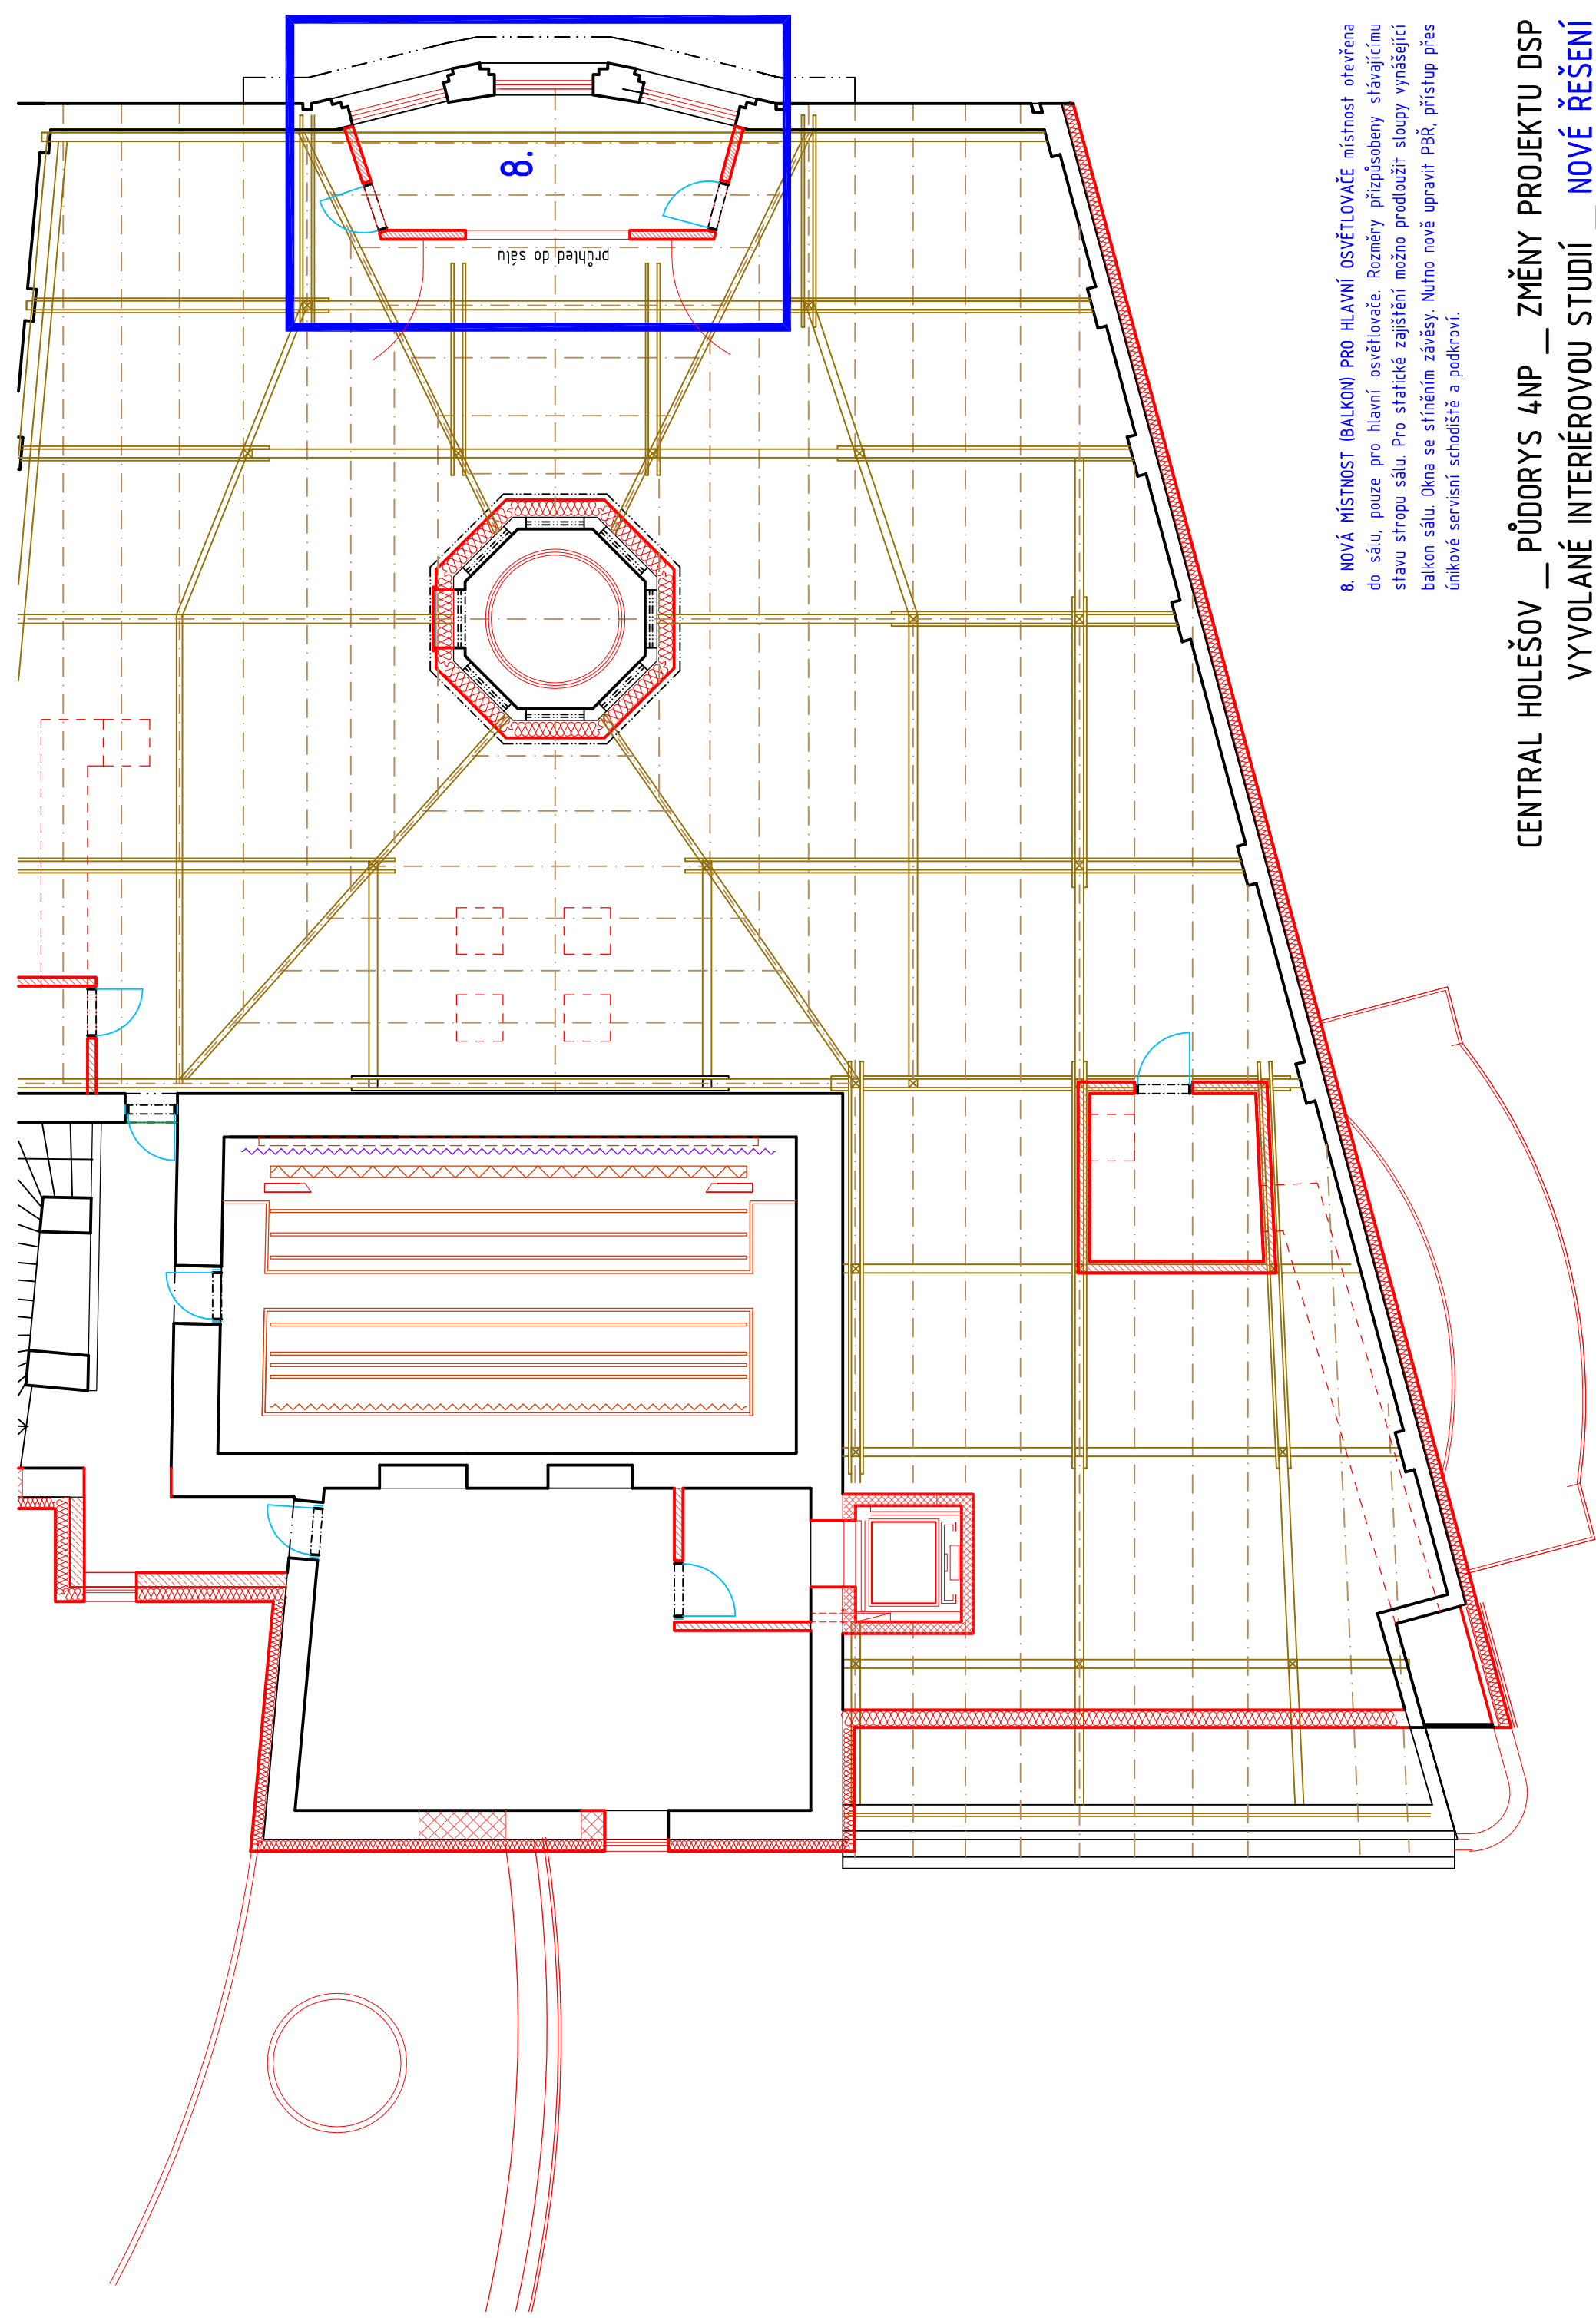 CENTRAL HOLEŠOV __ PŮDORYS 4NP __ ZMĚNY PROJEKTU DSP
VYVOLANÉ INTERIÉROVOU STUDIÍ __ NOVÉ ŘEŠENÍ
8. NOVÁ MÍSTNOST (BALKON) PRO HLAVNÍ OSVĚTLOVAČE místnost otevřena
do sálu, pouze pro hlavní osvětlovače. Rozměry přizpůsobeny stávajícímu
stavu stropu sálu. Pro statické zajištění možno prodloužit sloupy vynášející
balkon sálu. Okna se stíněním závěsy. Nutno nově upravit PBŘ, přístup přes
únikové servisní schodiště a podkroví.
8.
průhled do sálu